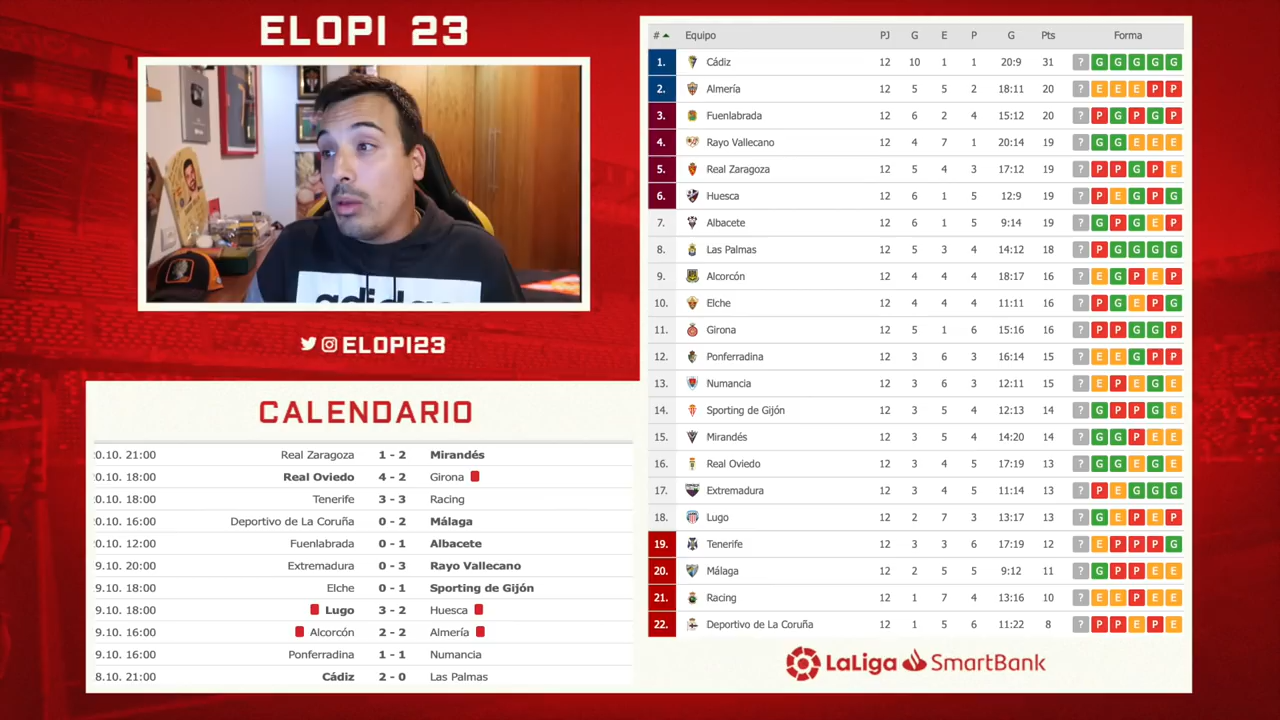 ELOPI 23
adidas
ELOPI23
CALENDARIO
0.10. 21:00 Real Zaragoza 1 - 2 Mirandés
0.10. 18:00 Real Oviedo 4 - 2 Girona
0.10. 18:00 Tenerife 3 - 3 Racing
0.10. 16:00 Deportivo de La Coruña 0 - 2 Málaga
0.10. 12:00 Fuenlabrada 0 - 1 Albacete
9.10. 20:00 Extremadura 0 - 3 Rayo Vallecano
9.10. 18:00 Elche 0 - 1 Sporting de Gijón
9.10. 18:00 Lugo 3 - 2 Huesca
9.10. 16:00 Alcorcón 2 - 2 Almería
9.10. 16:00 Ponferradina 1 - 1 Numancia
8.10. 21:00 Cádiz 2 - 0 Las Palmas
# Equipo PJ G E P G Pts Forma
1. Cádiz 12 10 1 1 20:9 31 ? G G G G G
2. Almería 12 5 5 2 18:11 20 ? E E E P P
3. Fuenlabrada 12 6 2 4 15:12 20 ? P G P G P
4. Rayo Vallecano 12 4 7 1 20:14 19 ? G G E E E
5. Real Zaragoza 12 5 4 3 17:12 19 ? P P G P E
6. Huesca 12 6 1 5 12:9 19 ? P E G P G
7. Albacete 12 6 1 5 9:14 19 ? G P G E P
8. Las Palmas 12 5 3 4 14:12 18 ? P G G G G
9. Alcorcón 12 4 4 4 18:17 16 ? E G P E P
10. Elche 12 4 4 4 11:11 16 ? P G E P G
11. Girona 12 5 1 6 15:16 16 ? P P G G P
12. Ponferradina 12 3 6 3 16:14 15 ? E E G P P
13. Numancia 12 3 6 3 12:11 15 ? E P E G E
14. Sporting de Gijón 12 3 5 4 12:13 14 ? G P P G E
15. Mirandés 12 3 5 4 14:20 14 ? G G P E E
16. Real Oviedo 12 3 4 5 17:19 13 ? G G E G E
17. Extremadura 12 3 4 5 11:14 13 ? P E G G G
18. Lugo 12 2 7 3 13:17 13 ? G E P E P
19. Tenerife 12 3 3 6 17:19 12 ? E P P P G
20. Málaga 12 2 5 5 9:12 11 ? G P P E E
21. Racing 12 1 7 4 13:16 10 ? E E P E E
22. Deportivo de La Coruña 12 1 5 6 11:22 8 ? P P E P E
LaLiga SmartBank